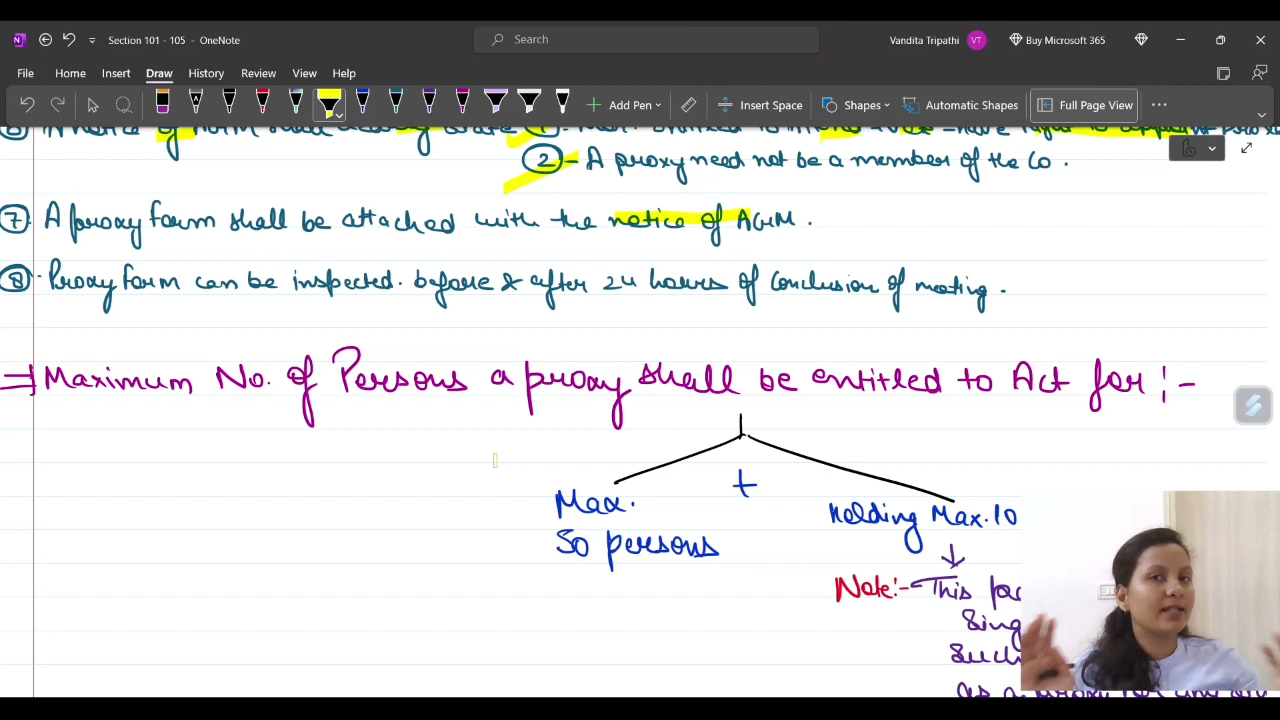 Section 101 - 105 - OneNote
Search
Vandita Tripathi VT
Buy Microsoft 365
File Home Insert Draw History Review View Help
Add Pen
Insert Space
Shapes
Automatic Shapes
Full Page View
② - A proxy need not be a member of the Co.
⑦. A proxy form shall be attached with the notice of AGM.
⑧. Proxy form can be inspected. before & after 24 hours of conclusion of meeting.
⇒ Maximum No. of Persons a proxy shall be entitled to Act for :-
Max. + Holding Max. 10
50 persons
Note:- This